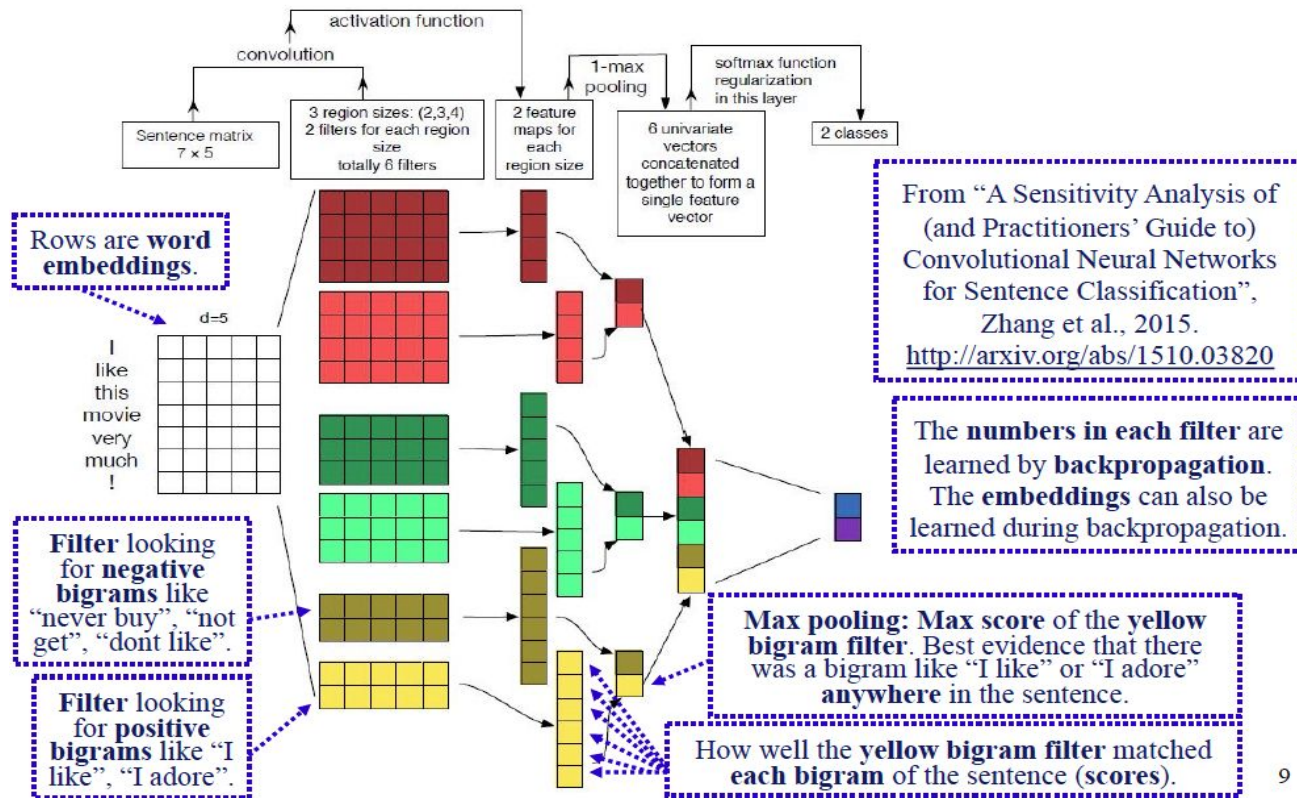 activation function
convolution
1-max
pooling
softmax function
regularization
in this layer
Sentence matrix
7 × 5
3 region sizes: (2,3,4)
2 filters for each region
size
totally 6 filters
2 feature
maps for
each
region size
6 univariate
vectors
concatenated
together to form a
single feature
vector
2 classes
Rows are word
embeddings.
d=5
I
like
this
movie
very
much
!
From “A Sensitivity Analysis of
(and Practitioners’ Guide to)
Convolutional Neural Networks
for Sentence Classification”,
Zhang et al., 2015.
http://arxiv.org/abs/1510.03820
The numbers in each filter are
learned by backpropagation.
The embeddings can also be
learned during backpropagation.
Filter looking
for negative
bigrams like
“never buy”, “not
get”, “dont like”.
Filter looking
for positive
bigrams like “I
like”, “I adore”.
Max pooling: Max score of the yellow
bigram filter. Best evidence that there
was a bigram like “I like” or “I adore”
anywhere in the sentence.
How well the yellow bigram filter matched
each bigram of the sentence (scores).
9